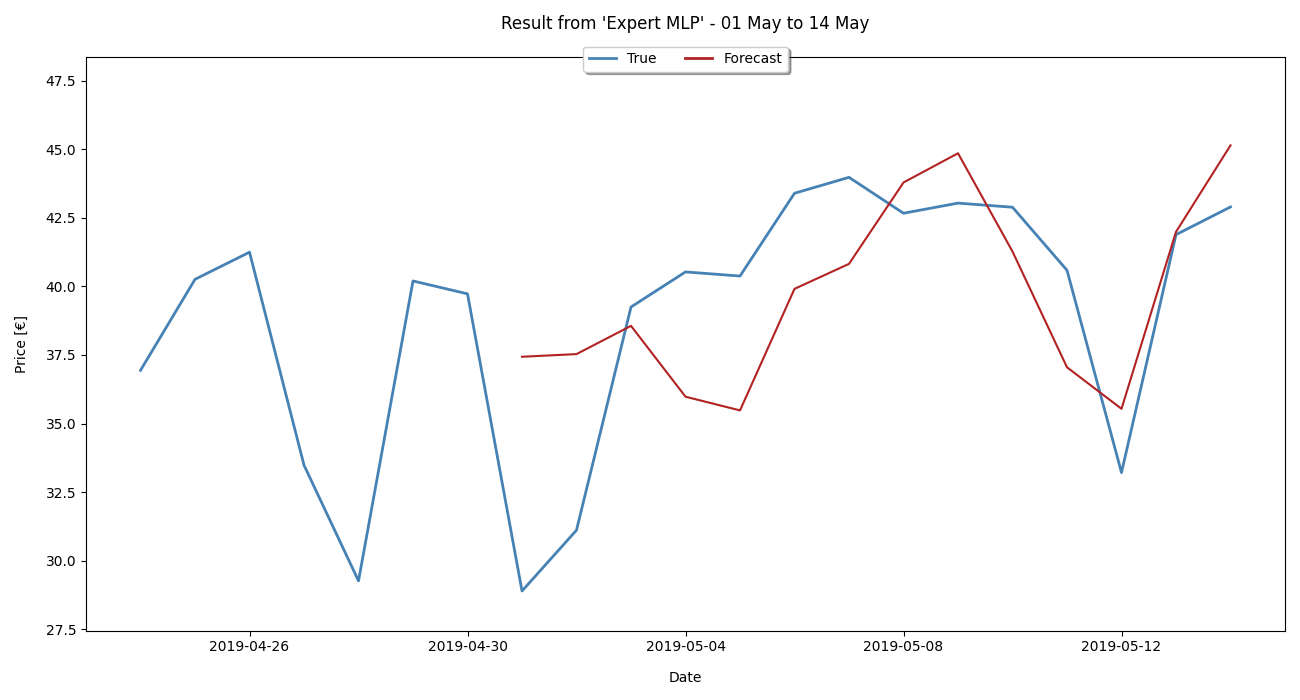 Result from 'Expert MLP' - 01 May to 14 May
True Forecast
47.5
45.0
42.5
40.0
37.5
35.0
32.5
30.0
27.5
Price [€]
2019-04-26 2019-04-30 2019-05-04 2019-05-08 2019-05-12
Date